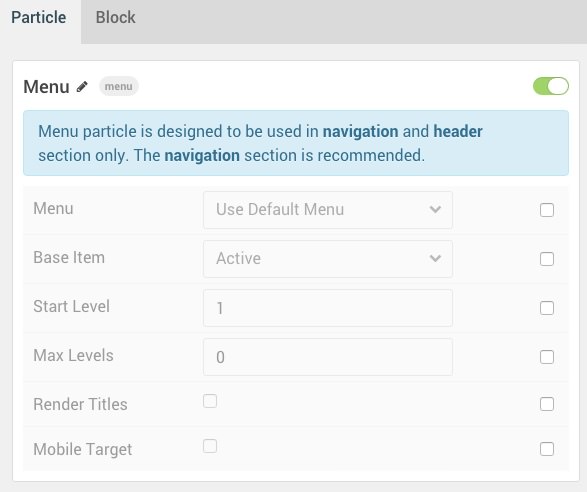 Particle Block
Menu menu
Menu particle is designed to be used in navigation and header
section only. The navigation section is recommended.
Menu Use Default Menu
Base Item Active
Start Level 1
Max Levels 0
Render Titles
Mobile Target